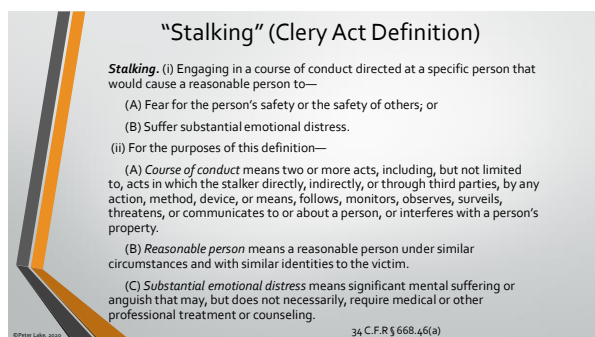 “Stalking” (Clery Act Definition)
Stalking. (i) Engaging in a course of conduct directed at a specific person that
would cause a reasonable person to—
(A) Fear for the person’s safety or the safety of others; or
(B) Suffer substantial emotional distress.
(ii) For the purposes of this definition—
(A) Course of conduct means two or more acts, including, but not limited
to, acts in which the stalker directly, indirectly, or through third parties, by any
action, method, device, or means, follows, monitors, observes, surveils,
threatens, or communicates to or about a person, or interferes with a person’s
property.
(B) Reasonable person means a reasonable person under similar
circumstances and with similar identities to the victim.
(C) Substantial emotional distress means significant mental suffering or
anguish that may, but does not necessarily, require medical or other
professional treatment or counseling.
34 C.F.R § 668.46(a)
©Peter Lake, 2020